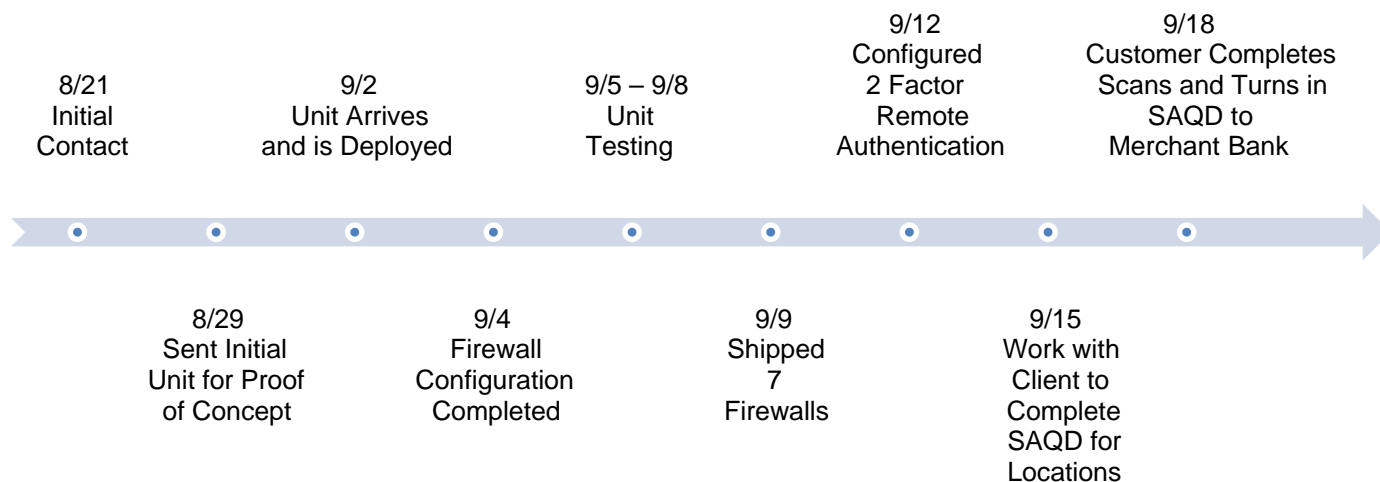 8/21
Initial
Contact
8/29
Sent Initial
Unit for Proof
of Concept
9/2
Unit Arrives
and is Deployed
9/4
Firewall
Configuration
Completed
9/5 – 9/8
Unit
Testing
9/9
Shipped
7
Firewalls
9/12
Configured
2 Factor
Remote
Authentication
9/15
Work with
Client to
Complete
SAQD for
Locations
9/18
Customer Completes
Scans and Turns in
SAQD to
Merchant Bank